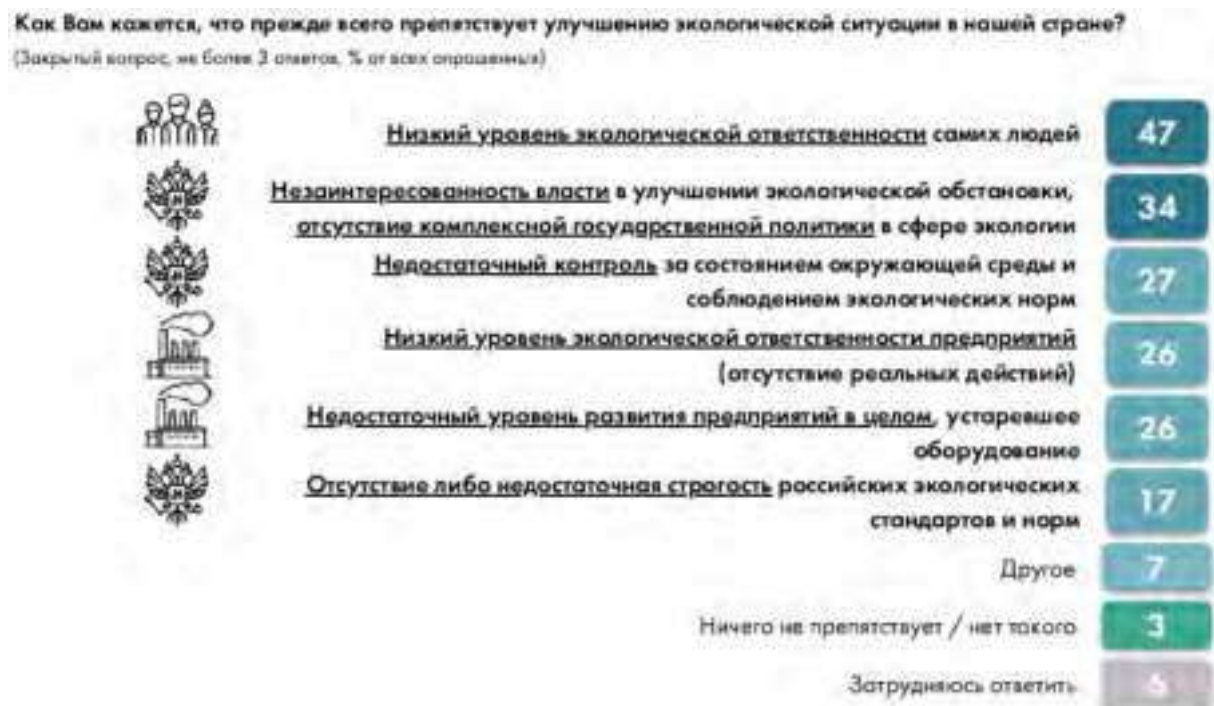 Как Вам кажется, что прежде всего препятствует улучшению экологической ситуации в нашей стране?
(Закрытый вопрос, не более 3 ответов, % от всех опрошенных)
Низкий уровень экологической ответственности самих людей 47
Незаинтересованность власти в улучшении экологической обстановки,
отсутствие комплексной государственной политики в сфере экологии 34
Недостаточный контроль за состоянием окружающей среды и
соблюдением экологических норм 27
Низкий уровень экологической ответственности предприятий
(отсутствие реальных действий) 26
Недостаточный уровень развития предприятий в целом, устаревшее
оборудование 26
Отсутствие либо недостаточная строгость российских экологических
стандартов и норм 17
Другое 7
Ничего не препятствует / нет такого 3
Затрудняюсь ответить